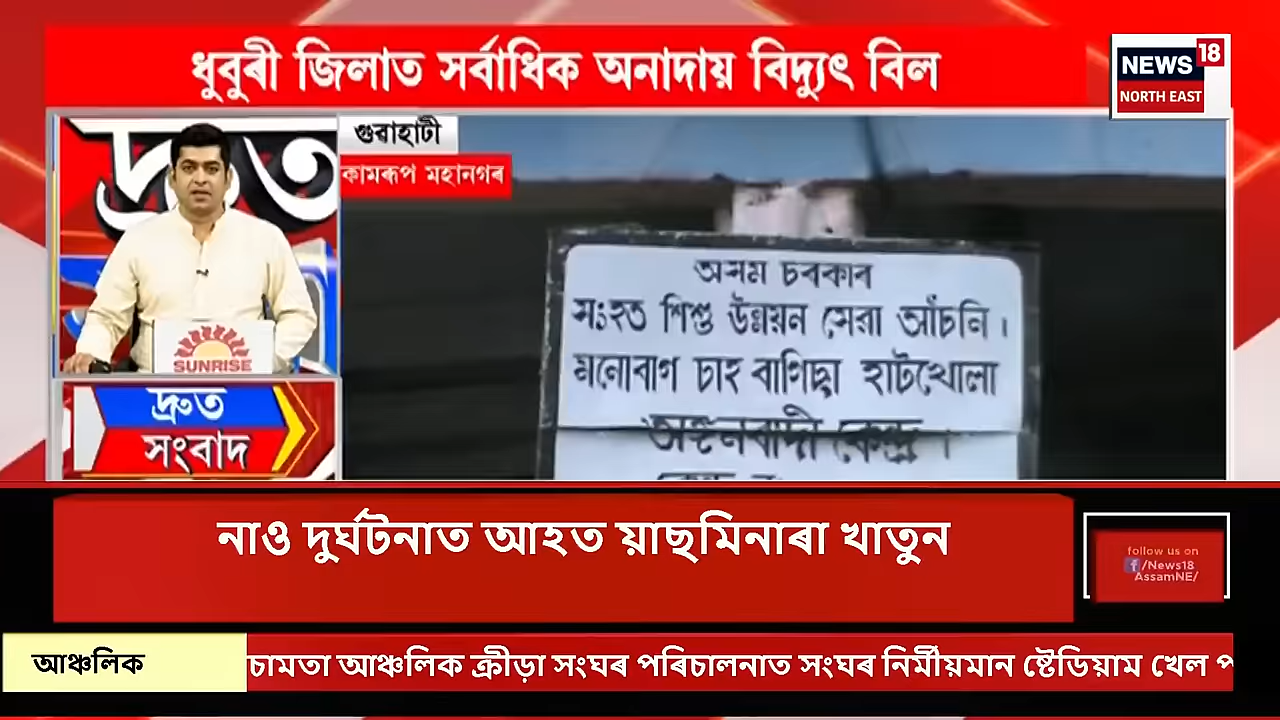 ধুবুৰী জিলাত সৰ্বাধিক অনাদায় বিদ্যুৎ বিল
NEWS 18
NORTH EAST
দ্ৰুত
গুৱাহাটী
কামৰূপ মহানগৰ
অসম চৰকাৰ
সংহত শিশু উন্নয়ন সেৱা আঁচনি।
মনোবাগ চাহ বাগিছা হাটখোলা
অঙ্গনবাদী কেন্দ্ৰ।
SUNRISE
দ্ৰুত
সংবাদ
নাও দুৰ্ঘটনাত আহত য়াছমিনাৰা খাতুন
follow us on
/News18
AssamNE/
আঞ্চলিক
চামতা আঞ্চলিক ক্ৰীড়া সংঘৰ পৰিচালনাত সংঘৰ নিৰ্মীয়মান ষ্টেডিয়াম খেল প